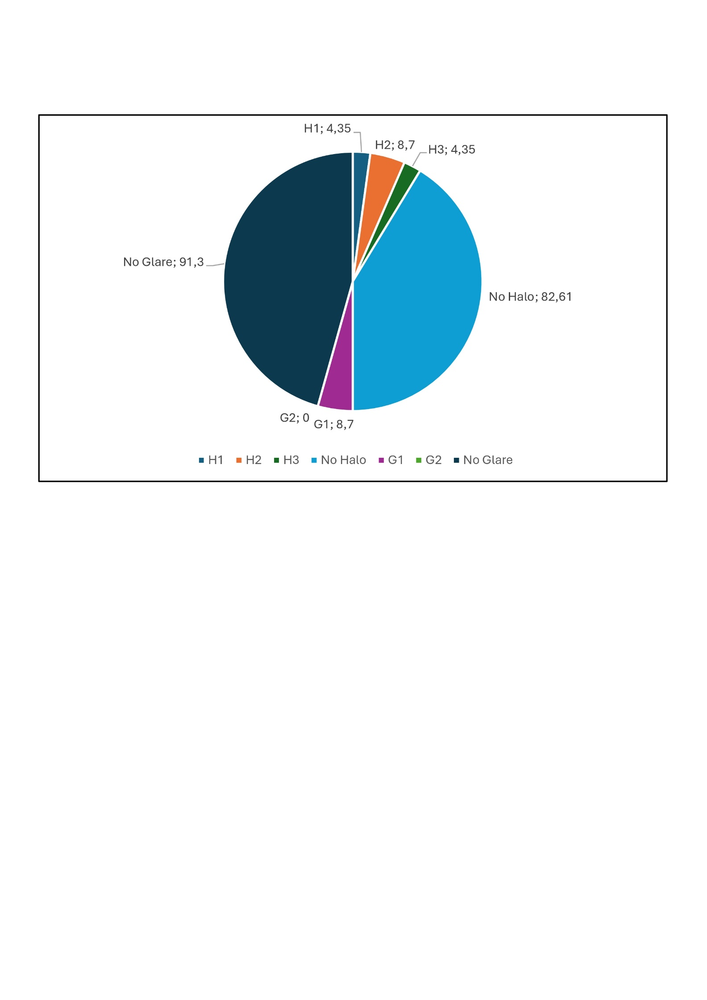 H1; 4,35
H2; 8,7
H3; 4,35
No Glare; 91,3
No Halo; 82,61
G2; 0
G1; 8,7
H1 H2 H3 No Halo G1 G2 No Glare